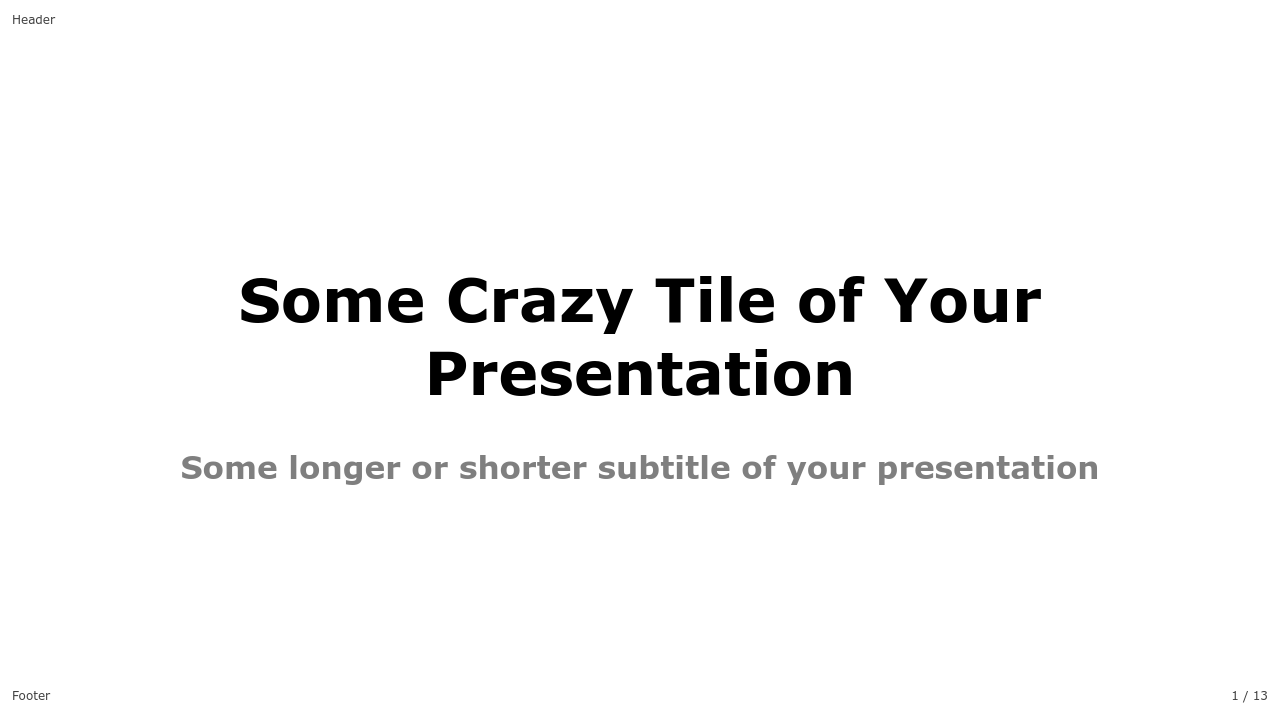 Header
Some Crazy Tile of Your
Presentation
Some longer or shorter subtitle of your presentation
Footer
1 / 13